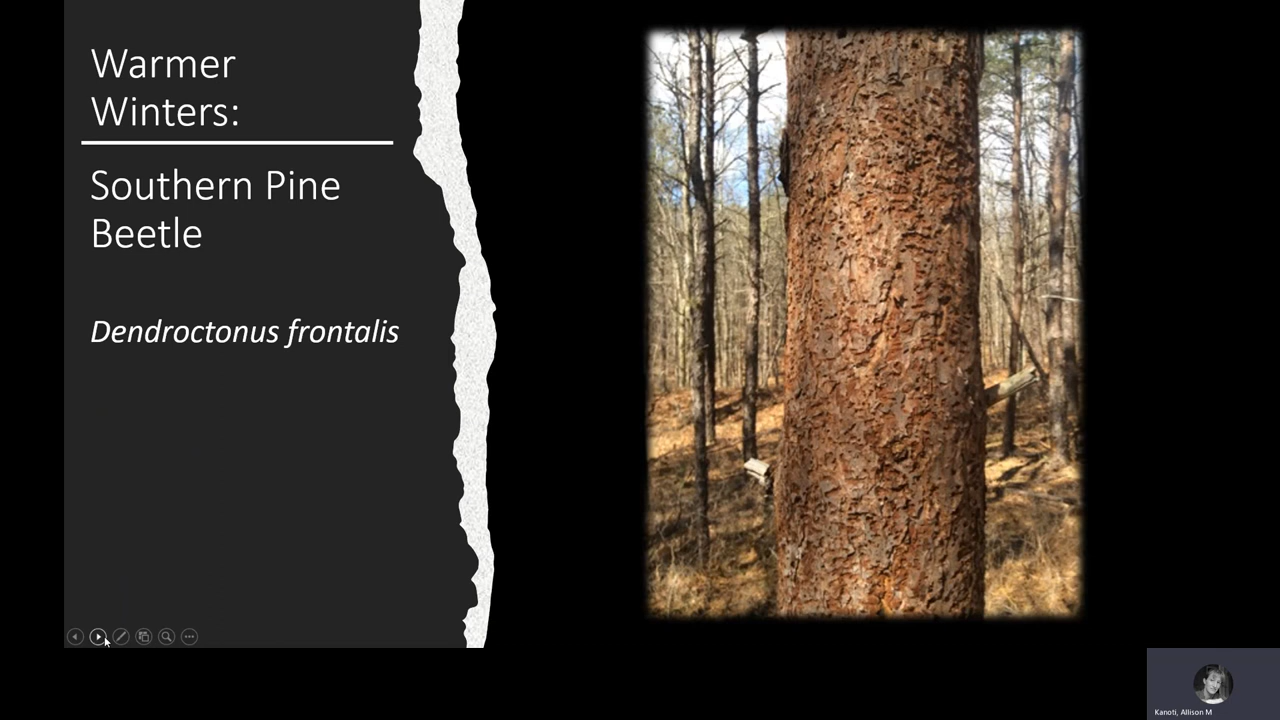 Warmer
Winters:
Southern Pine
Beetle
Dendroctonus frontalis
Kanoti, Allison M